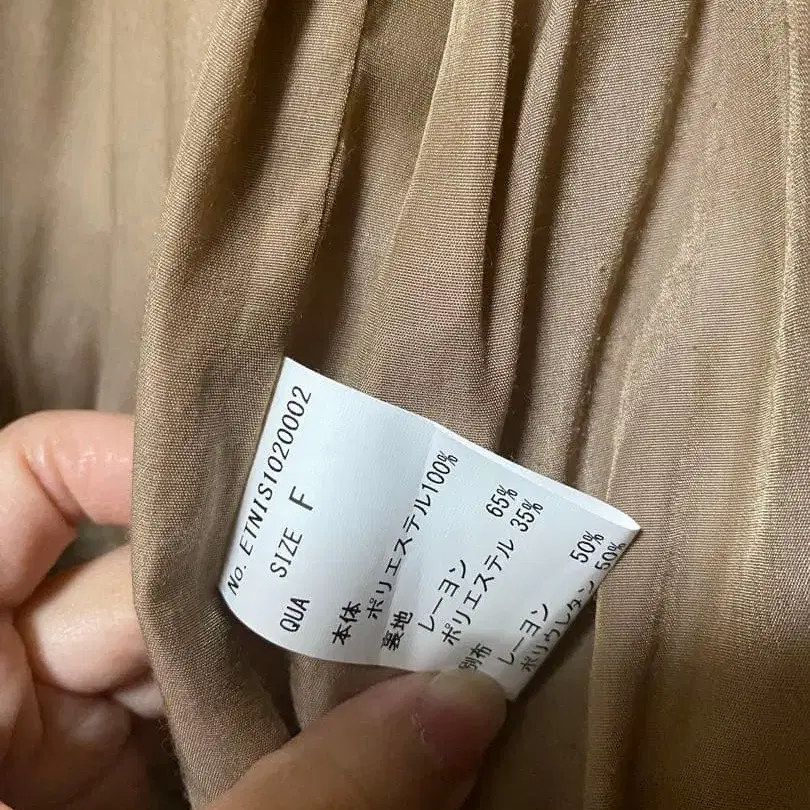 No. ETNIS1020002
SIZE F
QUA
本体
ポリエステル100%
裏地
レーヨン 65%
ポリエステル 35%
別布
レーヨン 50%
ポリウレタン 50%